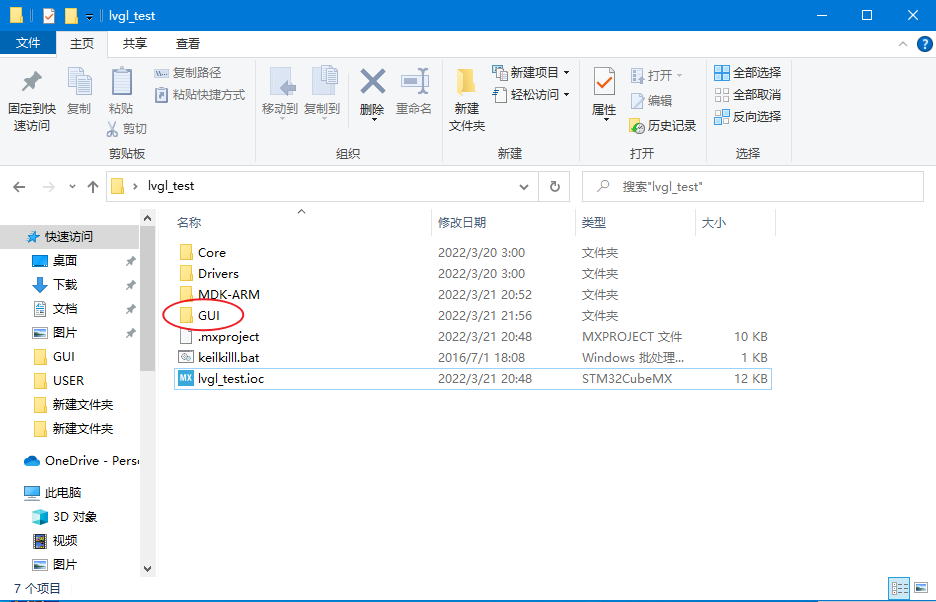 lvgl_test
文件 主页 共享 查看
固定到快速访问
复制
粘贴
复制路径
粘贴快捷方式
剪切
剪贴板
移动到 复制到 删除 重命名
组织
新建文件夹
新建项目
轻松访问
新建
属性
打开
编辑
历史记录
打开
全部选择
全部取消
反向选择
选择
lvgl_test
搜索"lvgl_test"
名称 修改日期 类型 大小
Core 2022/3/20 3:00 文件夹
Drivers 2022/3/20 3:00 文件夹
MDK-ARM 2022/3/21 20:52 文件夹
GUI 2022/3/21 21:56 文件夹
.mxproject 2022/3/21 20:48 MXPROJECT 文件 10 KB
keilkilll.bat 2016/7/1 18:08 Windows 批处理... 1 KB
MX lvgl_test.ioc 2022/3/21 20:48 STM32CubeMX 12 KB
快速访问
桌面
下载
文档
图片
GUI
USER
新建文件夹
新建文件夹
OneDrive - Pers
此电脑
3D 对象
视频
图片
7 个项目